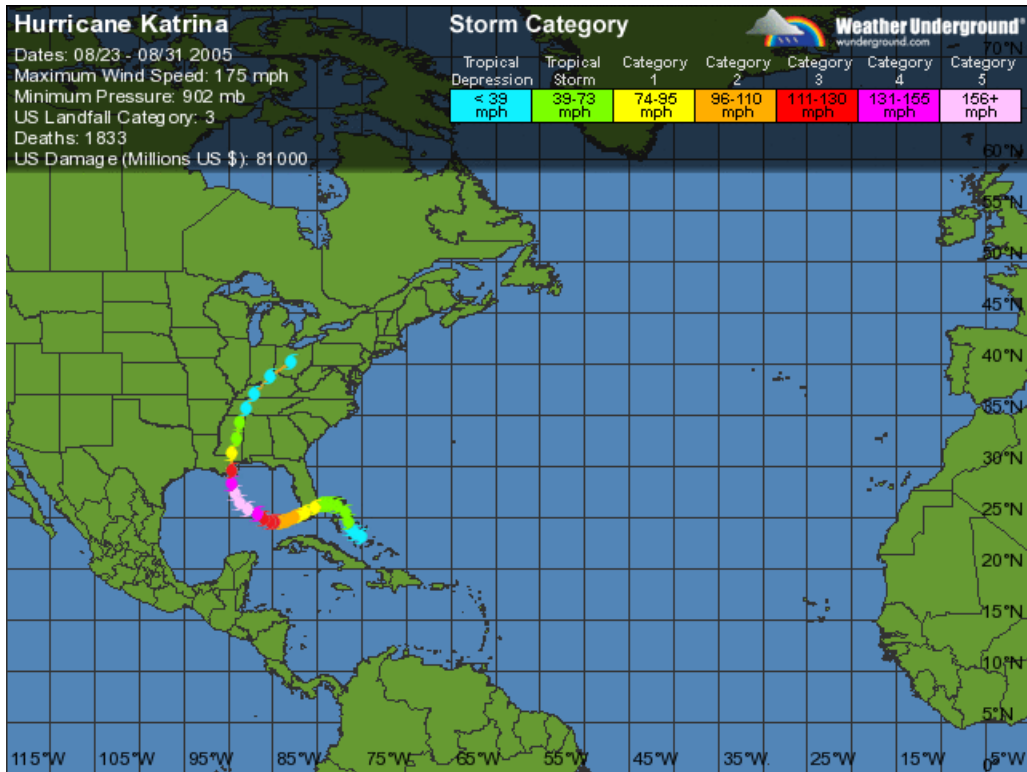 Hurricane Katrina
Dates: 08/23 - 08/31 2005
Maximum Wind Speed: 175 mph
Minimum Pressure: 902 mb
US Landfall Category: 3
Deaths: 1833
US Damage (Millions US $): 81000
Storm Category
Weather Underground®
wunderground.com
Tropical Depression
Tropical Storm
Category 1
Category 2
Category 3
Category 4
Category 5
< 39 mph
39-73 mph
74-95 mph
96-110 mph
111-130 mph
131-155 mph
156+ mph
70°N
60°N
55°N
50°N
45°N
40°N
35°N
30°N
25°N
20°N
15°N
10°N
5°N
0°
115°W 105°W 95°W 85°W 75°W 65°W 55°W 45°W 35°W 25°W 15°W 5°W